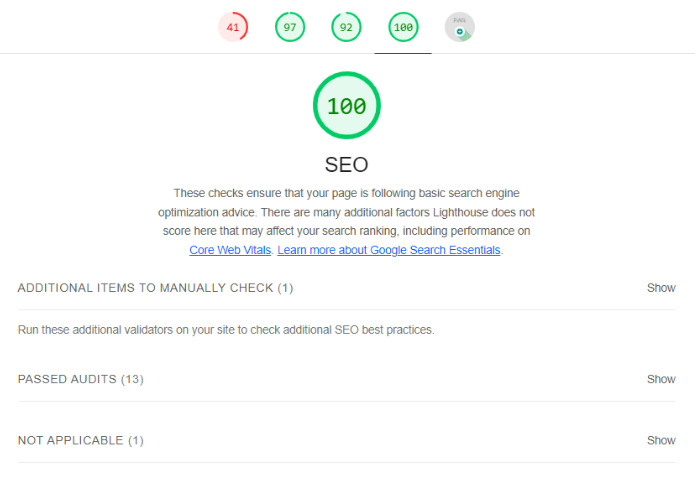 41 97 92 100 PWA
100
SEO
These checks ensure that your page is following basic search engine
optimization advice. There are many additional factors Lighthouse does not
score here that may affect your search ranking, including performance on
Core Web Vitals. Learn more about Google Search Essentials.
ADDITIONAL ITEMS TO MANUALLY CHECK (1) Show
Run these additional validators on your site to check additional SEO best practices.
PASSED AUDITS (13) Show
NOT APPLICABLE (1) Show